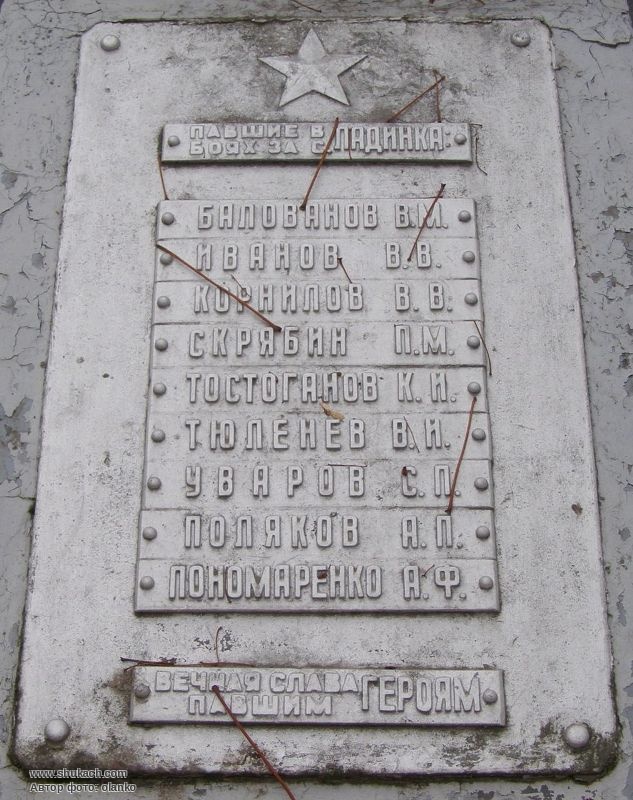 ПАВШИЕ В
БОЯХ ЗА С. ЛАДИНКА:
БАЛОВАНОВ В.М.
ИВАНОВ В.В.
КОРНИЛОВ В.В.
СКРЯБИН П.М.
ТОСТОГАНОВ К.И.
ТЮЛЕНЕВ В.И.
УВАРОВ С.П.
ПОЛЯКОВ А.П.
ПОНОМАРЕНКО А.Ф.
ВЕЧНАЯ СЛАВА
ПАВШИМ ГЕРОЯМ
www.shukach.com
Автор фото: olanko